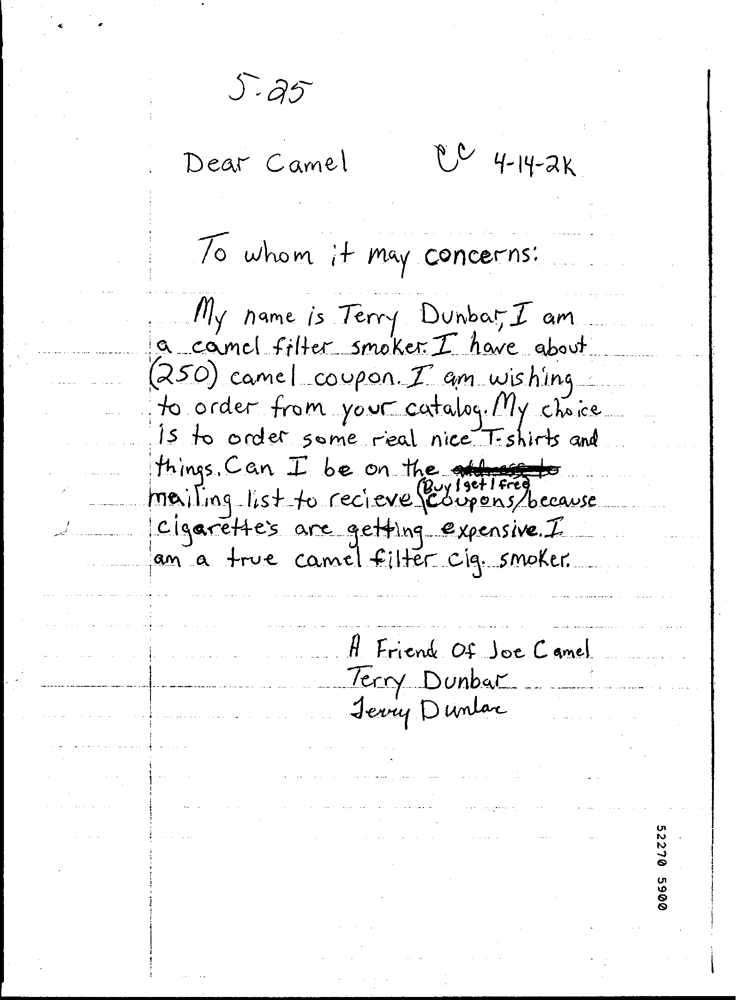 5-25
Dear Camel CC 4-14-2K
To whom it may concerns:
My name is Terry Dunbar, I am
a camel filter smoker. I have about
(250) camel coupon. I am wishing
to order from your catalog. My choice
is to order some real nice T-shirts and
things. Can I be on the
mailing list to recieve (Buy 1 get 1 free Coupons) because
cigarette's are getting expensive. I
am a true camel filter cig. smoker.
A Friend Of Joe Camel
Terry Dunbar
Terry Dunbar
52270 5900